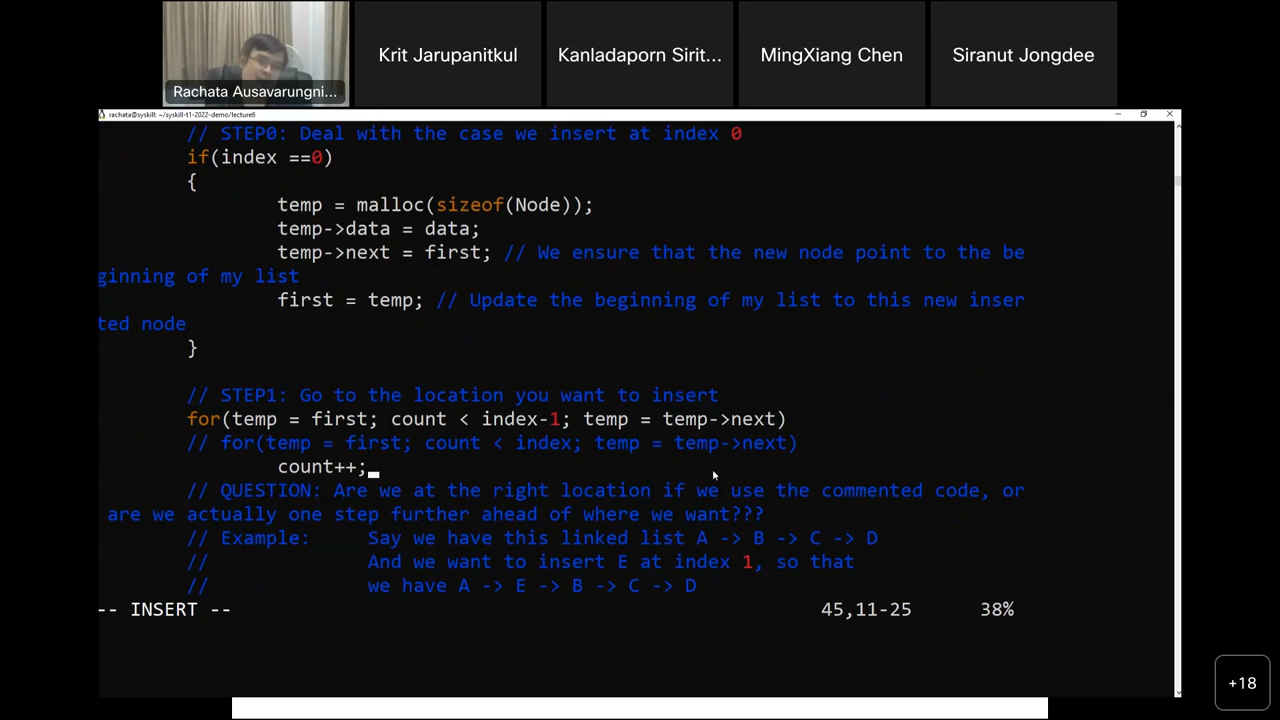 Krit Jarupanitkul
Kanladaporn Sirit...
MingXiang Chen
Siranut Jongdee
Rachata Ausavarungni...
rachata@syskill: ~/syskill-t1-2022-demo/lecture6
// STEP0: Deal with the case we insert at index 0
if(index ==0)
{
temp = malloc(sizeof(Node));
temp->data = data;
temp->next = first; // We ensure that the new node point to the be
ginning of my list
first = temp; // Update the beginning of my list to this new inser
ted node
}
// STEP1: Go to the location you want to insert
for(temp = first; count < index-1; temp = temp->next)
// for(temp = first; count < index; temp = temp->next)
count++;
// QUESTION: Are we at the right location if we use the commented code, or
are we actually one step further ahead of where we want???
// Example: Say we have this linked list A -> B -> C -> D
// And we want to insert E at index 1, so that
// we have A -> E -> B -> C -> D
-- INSERT -- 45,11-25 38%
+18